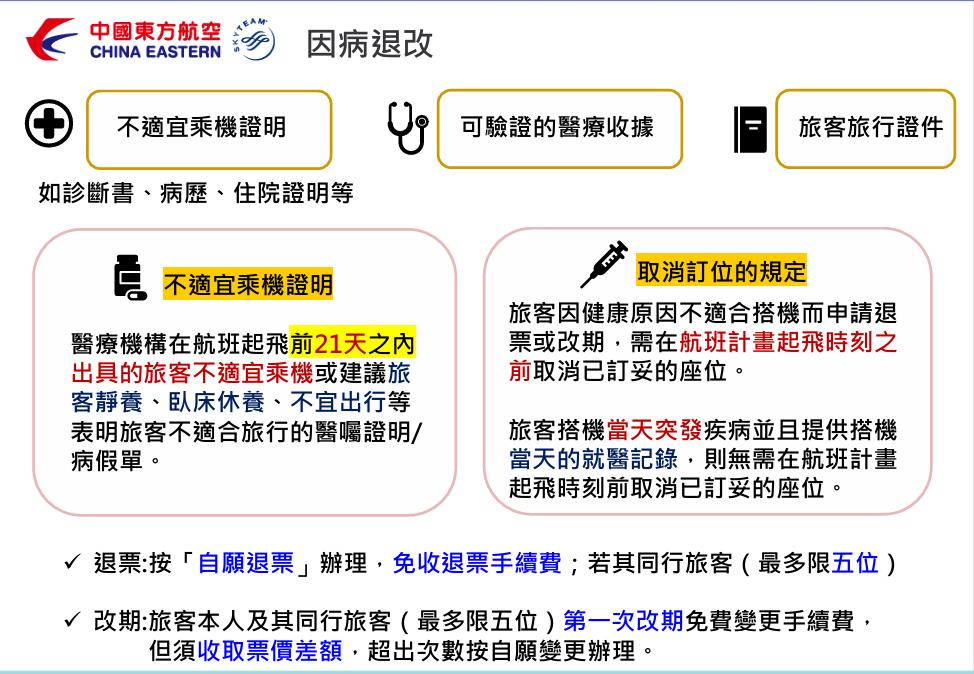 中國東方航空
CHINA EASTERN
SKYTEAM
因病退改
不適宜乘機證明
可驗證的醫療收據
旅客旅行證件
如診斷書、病歷、住院證明等
不適宜乘機證明
醫療機構在航班起飛前21天之內
出具的旅客不適宜乘機或建議旅
客靜養、臥床休養、不宜出行等
表明旅客不適合旅行的醫囑證明/
病假單。
取消訂位的規定
旅客因健康原因不適合搭機而申請退
票或改期，需在航班計畫起飛時刻之
前取消已訂妥的座位。
旅客搭機當天突發疾病並且提供搭機
當天的就醫記錄，則無需在航班計畫
起飛時刻前取消已訂妥的座位。
✓ 退票:按「自願退票」辦理，免收退票手續費；若其同行旅客（最多限五位）
✓ 改期:旅客本人及其同行旅客（最多限五位）第一次改期免費變更手續費，
但須收取票價差額，超出次數按自願變更辦理。